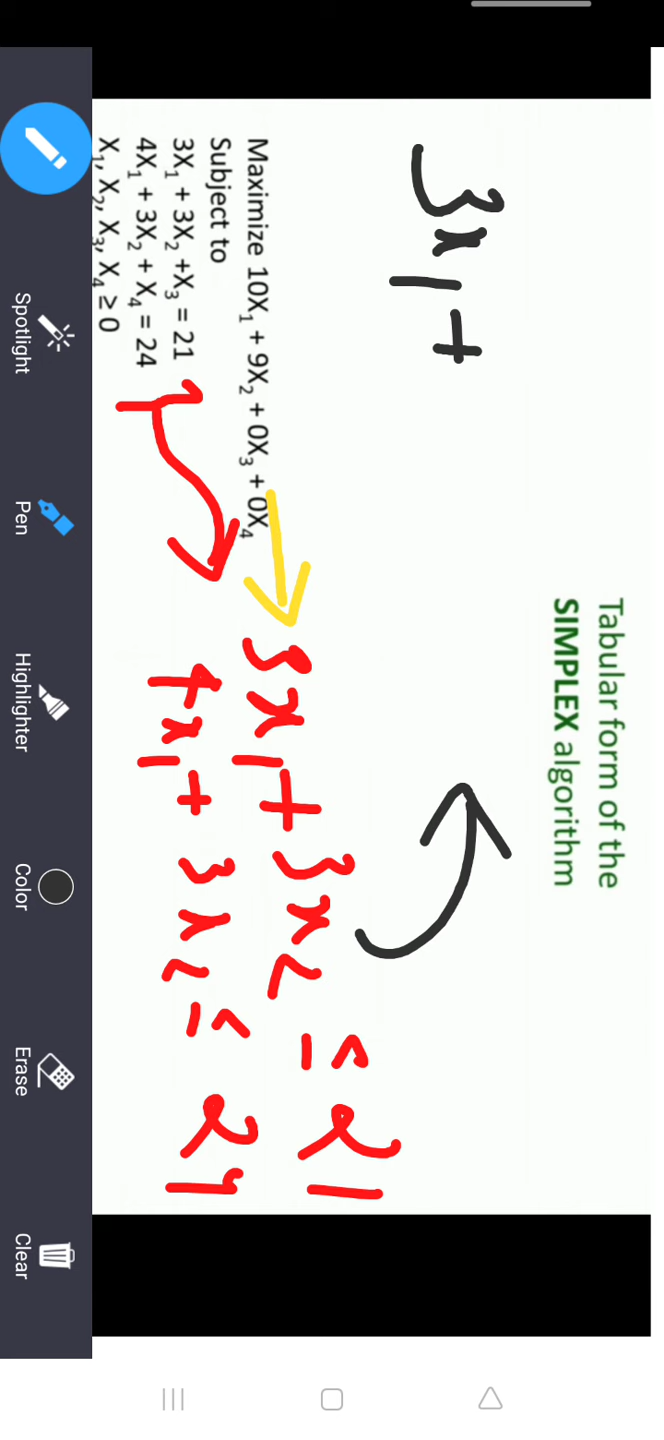 Tabular form of the
SIMPLEX algorithm
3x1+
Maximize 10X1 + 9X2 + 0X3 + 0X4
Subject to
3X1 + 3X2 +X3 = 21
4X1 + 3X2 + X4 = 24
X1, X2, X3, X4 ≥ 0
3x1+ 3x2 ≤ 21
4x1+ 3x2 ≤ 24
Spotlight
Pen
Highlighter
Color
Erase
Clear